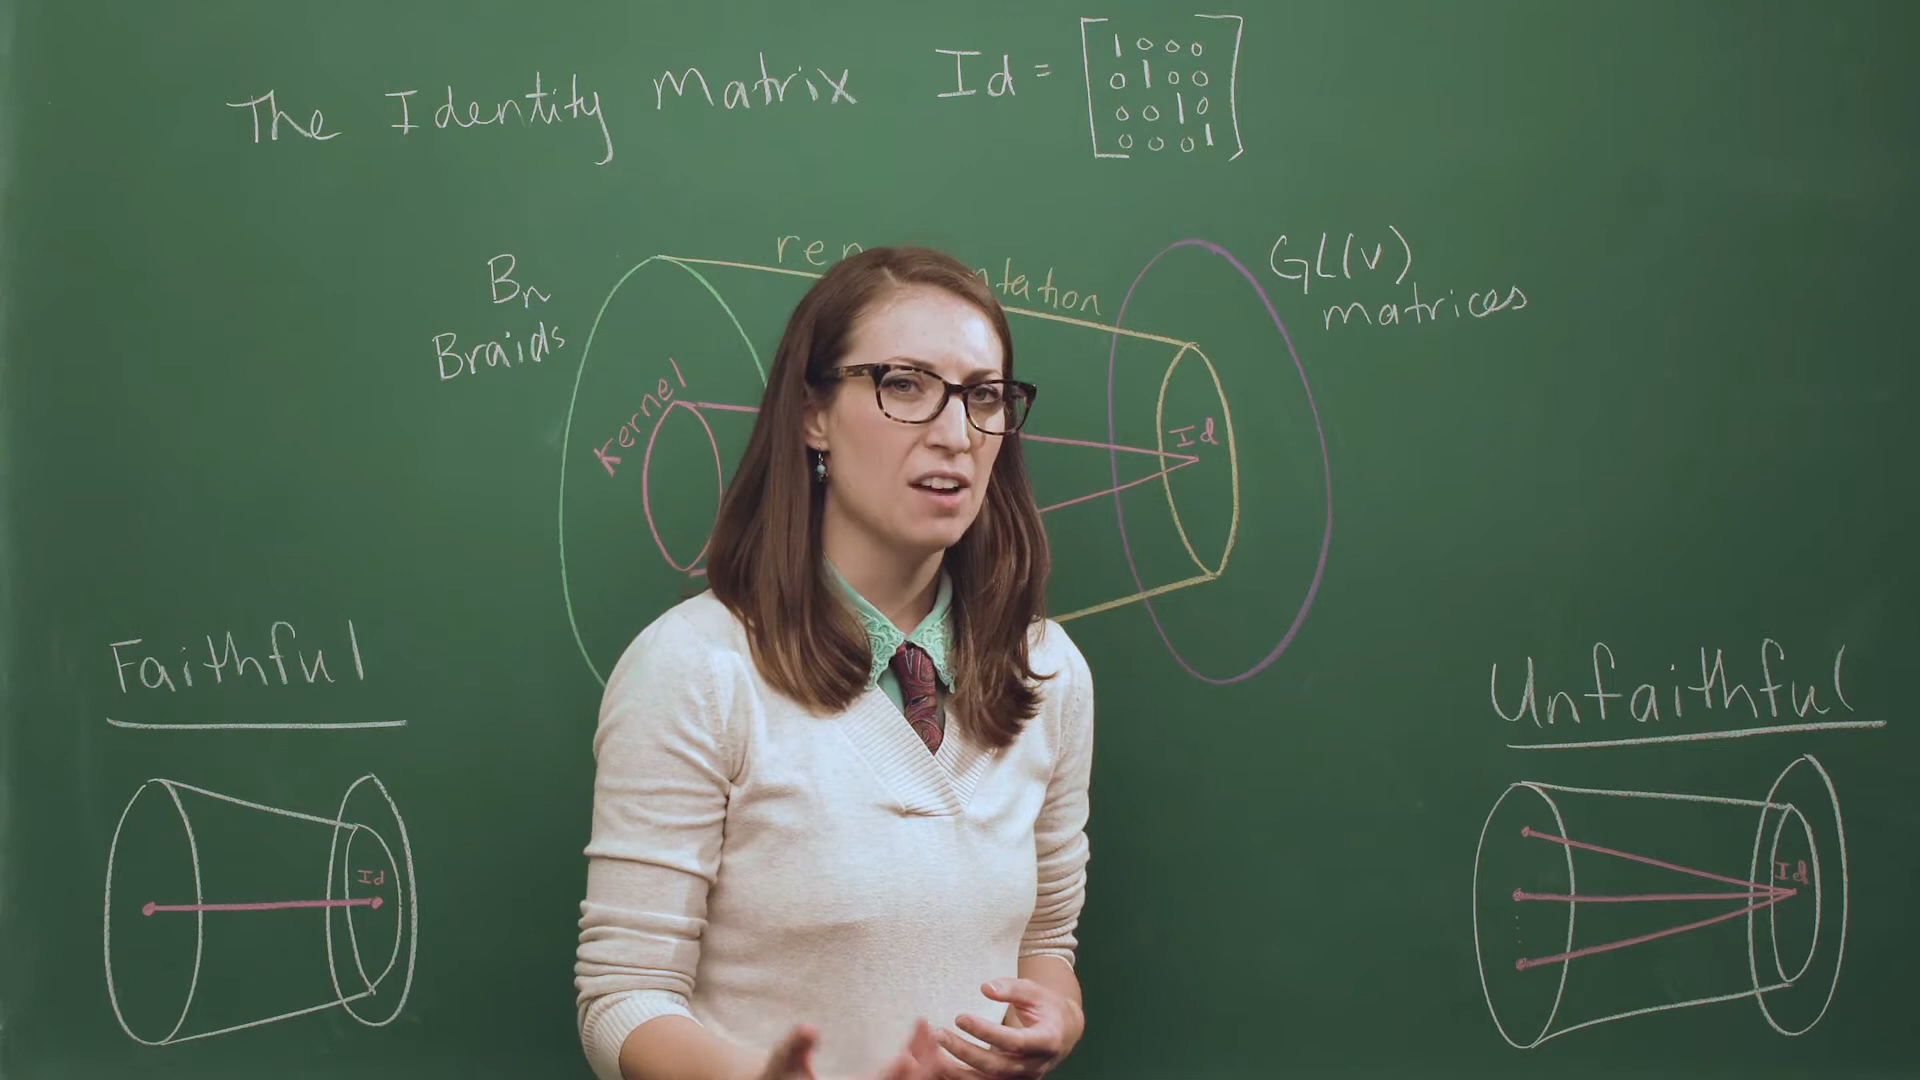 The Identity Matrix Id = [1 0 0 0
0 1 0 0
0 0 1 0
0 0 0 1]
Bn
Braids
Kernel
Id
GL(V)
matrices
Faithful
Id
Unfaithful
Id